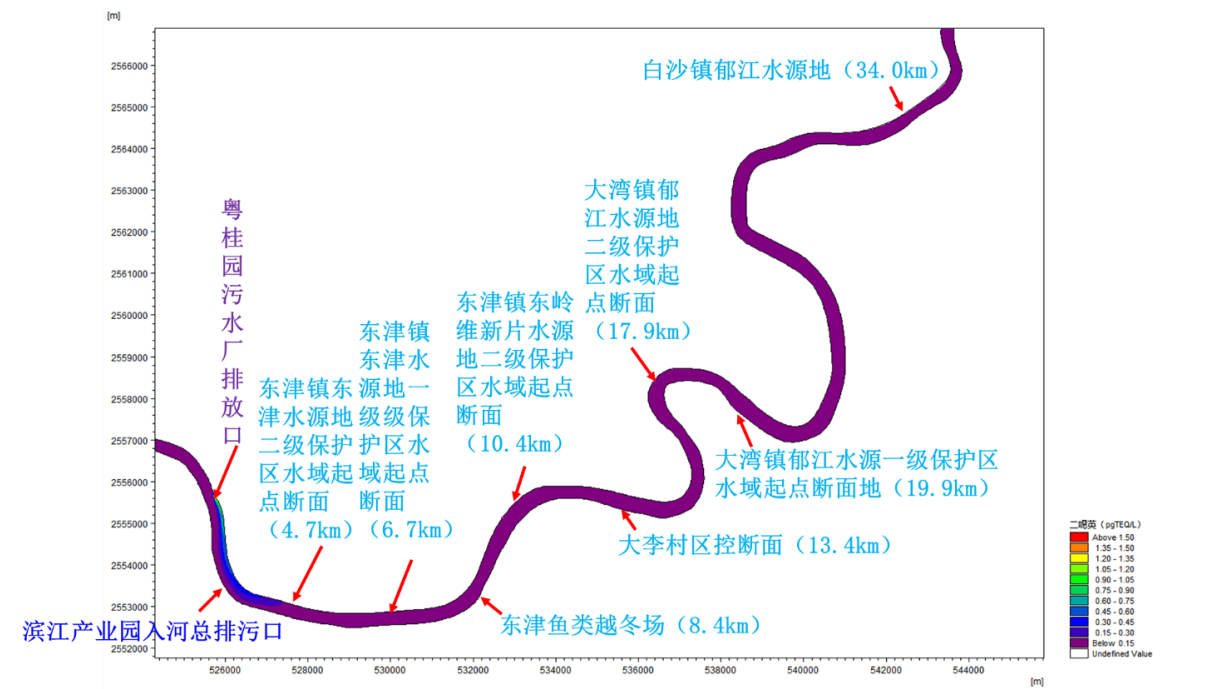 [m]
2566000
2565000
2564000
2563000
2562000
2561000
2560000
2559000
2558000
2557000
2556000
2555000
2554000
2553000
2552000
白沙镇郁江水源地（34.0km）
大湾镇郁
江水源地
二级保护
区水域起
点断面
（17.9km）
粤
桂
园
污
水
厂
排
放
口
东津镇东
津水源地
二级保护
区水域起
点断面
（4.7km）
东津镇
东津水
源地一
级级保
护区水
域起点
断面
（6.7km）
东津镇东岭
维新片水源
地二级保护
区水域起点
断面
（10.4km）
大湾镇郁江水源一级保护区
水域起点断面地（19.9km）
大李村区控断面（13.4km）
东津鱼类越冬场（8.4km）
滨江产业园入河总排污口
526000
528000
530000
532000
534000
536000
538000
540000
542000
544000
[m]
二噁英（pgTEQ/L）
Above 1.50
1.35 - 1.50
1.20 - 1.35
1.05 - 1.20
0.90 - 1.05
0.75 - 0.90
0.60 - 0.75
0.45 - 0.60
0.30 - 0.45
0.15 - 0.30
Below 0.15
Undefined Value